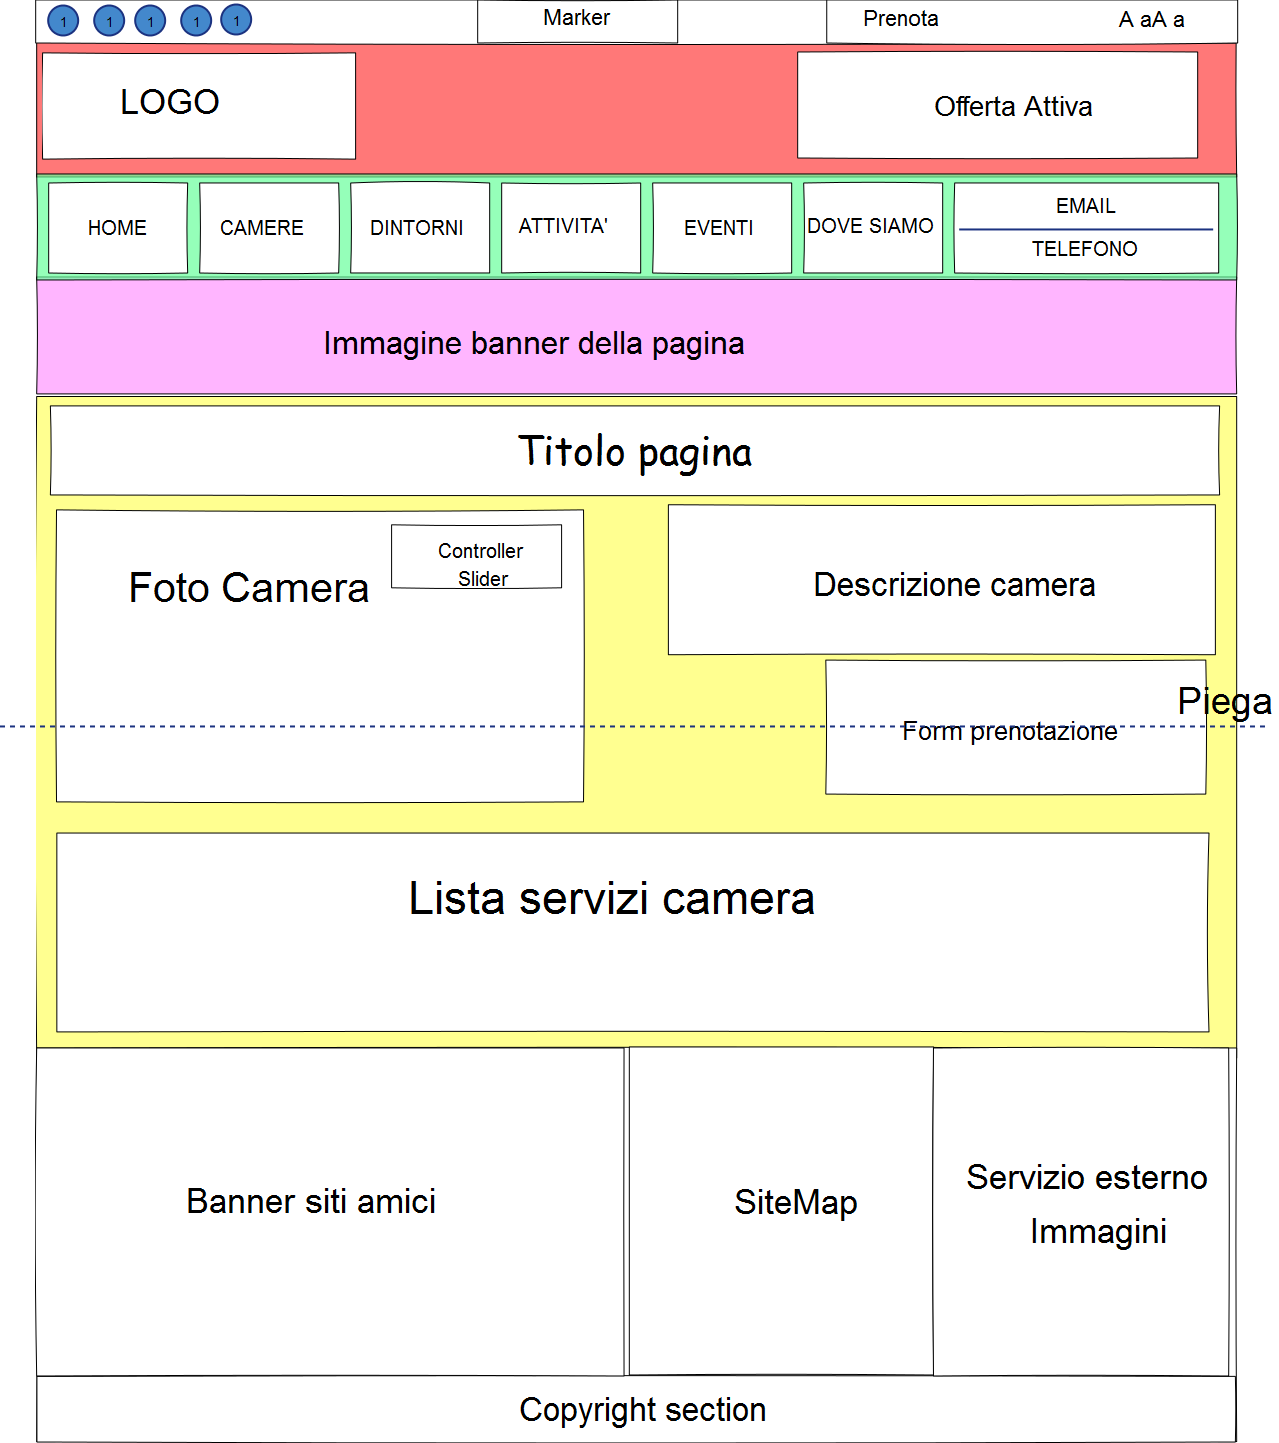 1 1 1 1 1 Marker Prenota A aA a
LOGO
Offerta Attiva
HOME CAMERE DINTORNI ATTIVITA' EVENTI DOVE SIAMO
EMAIL
TELEFONO
Immagine banner della pagina
Titolo pagina
Foto Camera
Controller
Slider
Descrizione camera
Piega
Form prenotazione
Lista servizi camera
Banner siti amici
SiteMap
Servizio esterno
Immagini
Copyright section